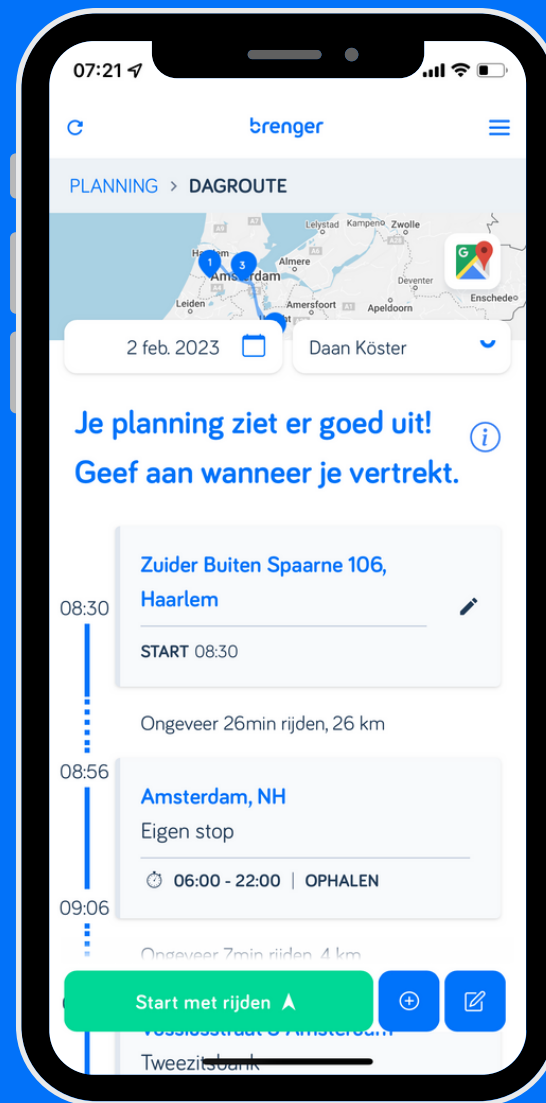 07:21
brenger
PLANNING > DAGROUTE
Lelystad Kampen Zwolle
Almere
Amsterdam
Deventer
Leiden
Amersfoort
Apeldoorn
Enschede
1
3
G
2 feb. 2023
Daan Köster
Je planning ziet er goed uit!
Geef aan wanneer je vertrekt.
i
08:30
Zuider Buiten Spaarne 106,
Haarlem
START 08:30
Ongeveer 26min rijden, 26 km
08:56
Amsterdam, NH
Eigen stop
06:00 - 22:00 | OPHALEN
09:06
Ongeveer 7min rijden, 4 km
Start met rijden
Tweezitsbank